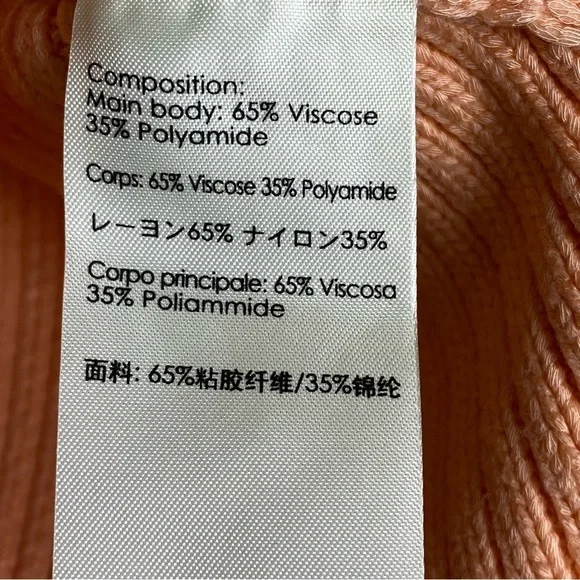 Composition:
Main body: 65% Viscose
35% Polyamide
Corps: 65% Viscose 35% Polyamide
レーヨン65% ナイロン35%
Corpo principale: 65% Viscosa
35% Poliammide
面料: 65%粘胶纤维/35%锦纶